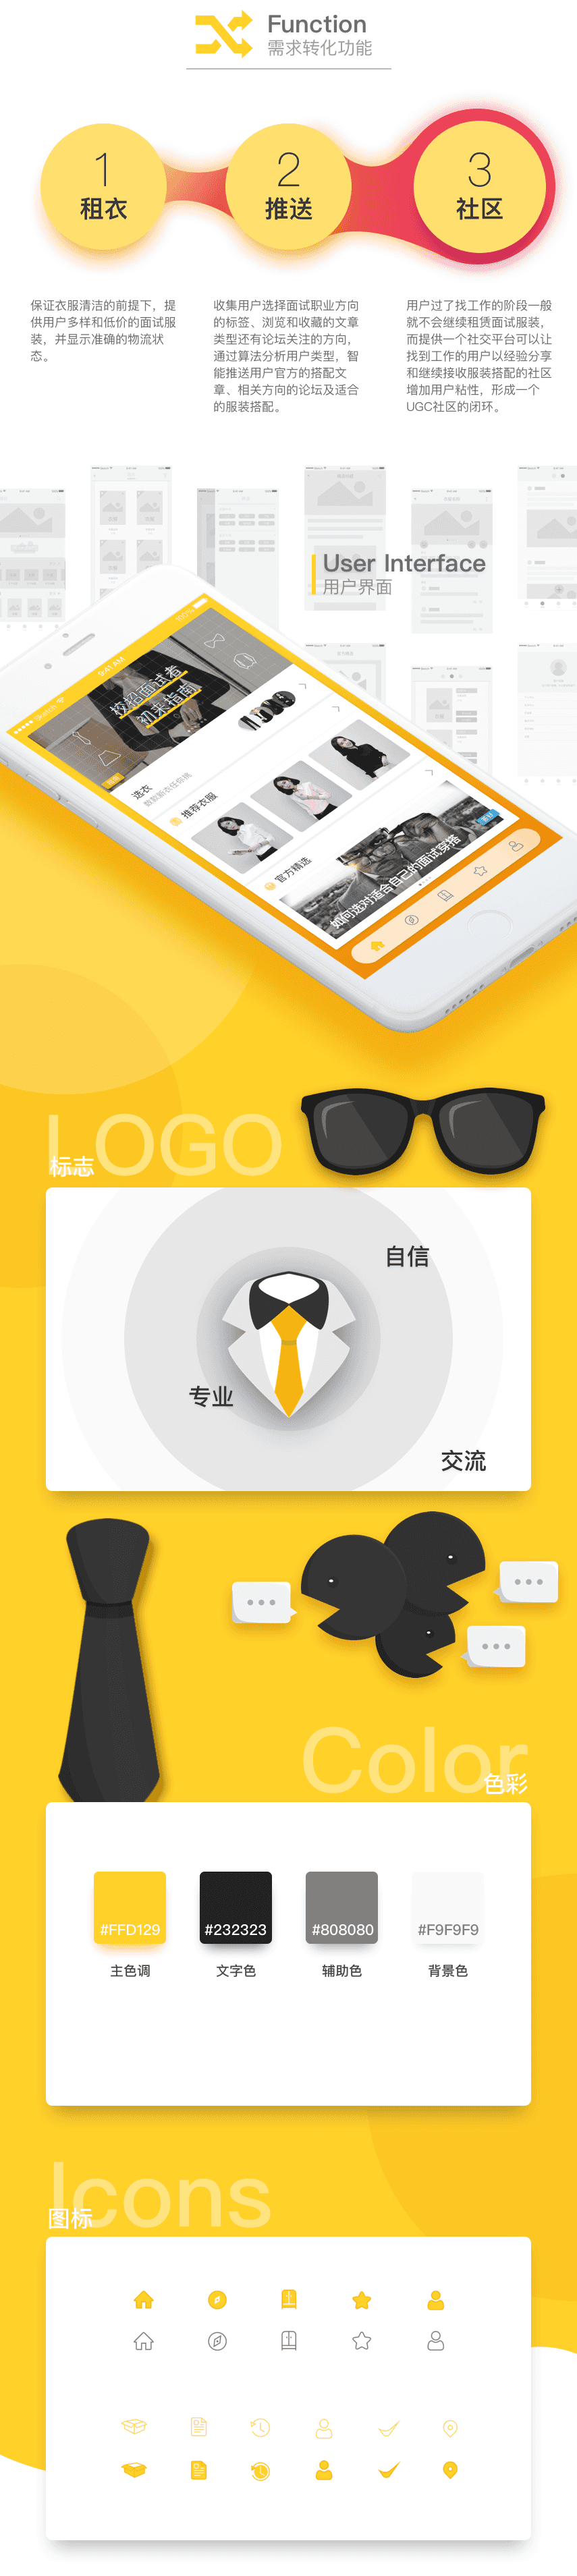 Function
需求转化功能
1
租衣
2
推送
3
社区
保证衣服清洁的前提下，提
供用户多样和低价的面试服
装，并显示准确的物流状
态。
收集用户选择面试职业方向
的标签、浏览和收藏的文章
类型还有论坛关注的方向，
通过算法分析用户类型，智
能推送用户官方的搭配文
章、相关方向的论坛及适合
的服装搭配。
用户过了找工作的阶段一般
就不会继续租赁面试服装，
而提供一个社交平台可以让
找到工作的用户以经验分享
和继续接收服装搭配的社区
增加用户粘性，形成一个
UGC社区的闭环。
User Interface
用户界面
Sketch
9:41 AM
100%
校招面试者
初来指南
选衣
数款新衣任你挑
推荐衣服
官方精选
如何选对适合自己的面试穿搭
LOGO
标志
自信
专业
交流
Color
色彩
#FFD129
#232323
#808080
#F9F9F9
主色调
文字色
辅助色
背景色
Icons
图标